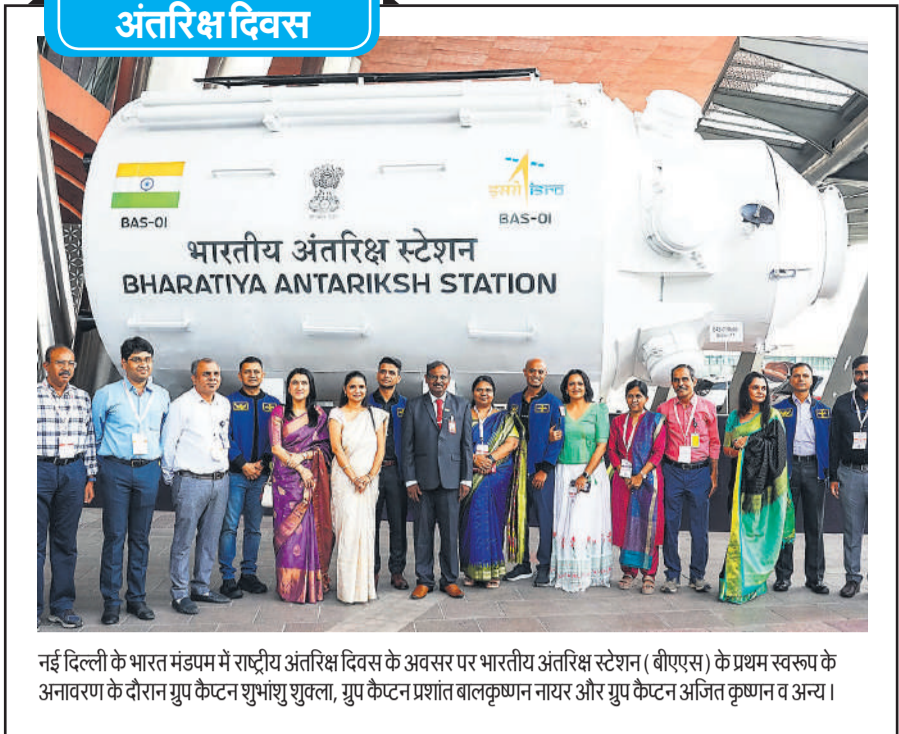 अंतरिक्ष दिवस
BAS-01
इसरो isro
BAS-01
भारतीय अंतरिक्ष स्टेशन
BHARATIYA ANTARIKSH STATION
नई दिल्ली के भारत मंडपम में राष्ट्रीय अंतरिक्ष दिवस के अवसर पर भारतीय अंतरिक्ष स्टेशन ( बीएएस ) के प्रथम स्वरूप के
अनावरण के दौरान ग्रुप कैप्टन शुभांशु शुक्ला, ग्रुप कैप्टन प्रशांत बालकृष्णन नायर और ग्रुप कैप्टन अजित कृष्णन व अन्य ।